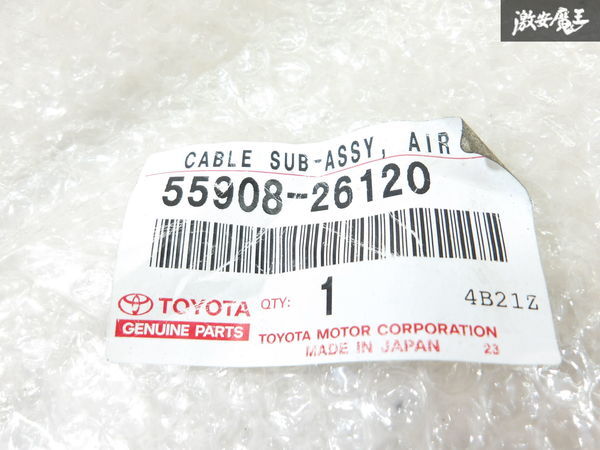 激安魔王
CABLE SUB-ASSY, AIR
55908-26120
TOYOTA QTY: 1 4B21Z
GENUINE PARTS TOYOTA MOTOR CORPORATION
MADE IN JAPAN 23